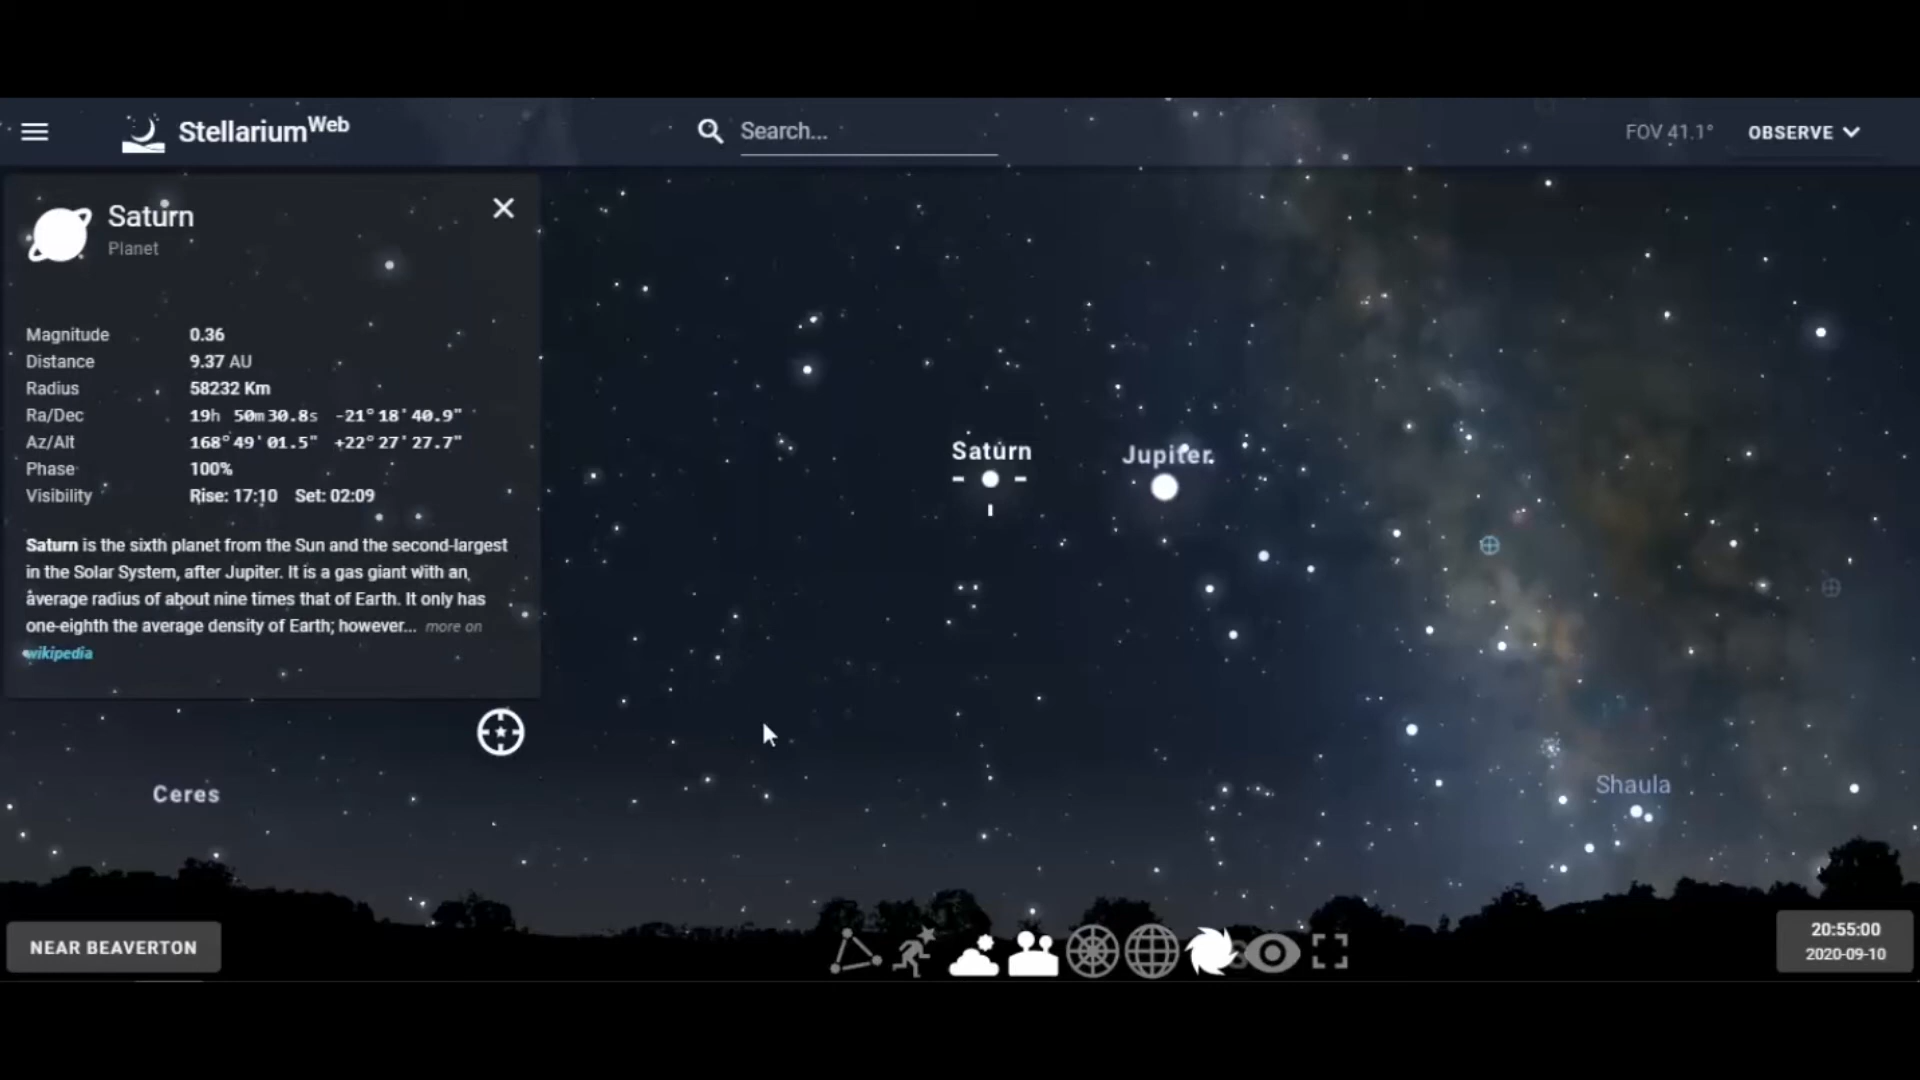 StellariumWeb
Search...
FOV 41.1°
OBSERVE
Saturn
Planet
Magnitude 0.36
Distance 9.37 AU
Radius 58232 Km
Ra/Dec 19h 50m30.8s -21°18'40.9"
Az/Alt 168°49'01.5" +22°27'27.7"
Phase 100%
Visibility Rise: 17:10 Set: 02:09
Saturn is the sixth planet from the Sun and the second-largest
in the Solar System, after Jupiter. It is a gas giant with an
average radius of about nine times that of Earth. It only has
one-eighth the average density of Earth; however... more on
wikipedia
Saturn
Jupiter
Ceres
Shaula
NEAR BEAVERTON
20:55:00
2020-09-10